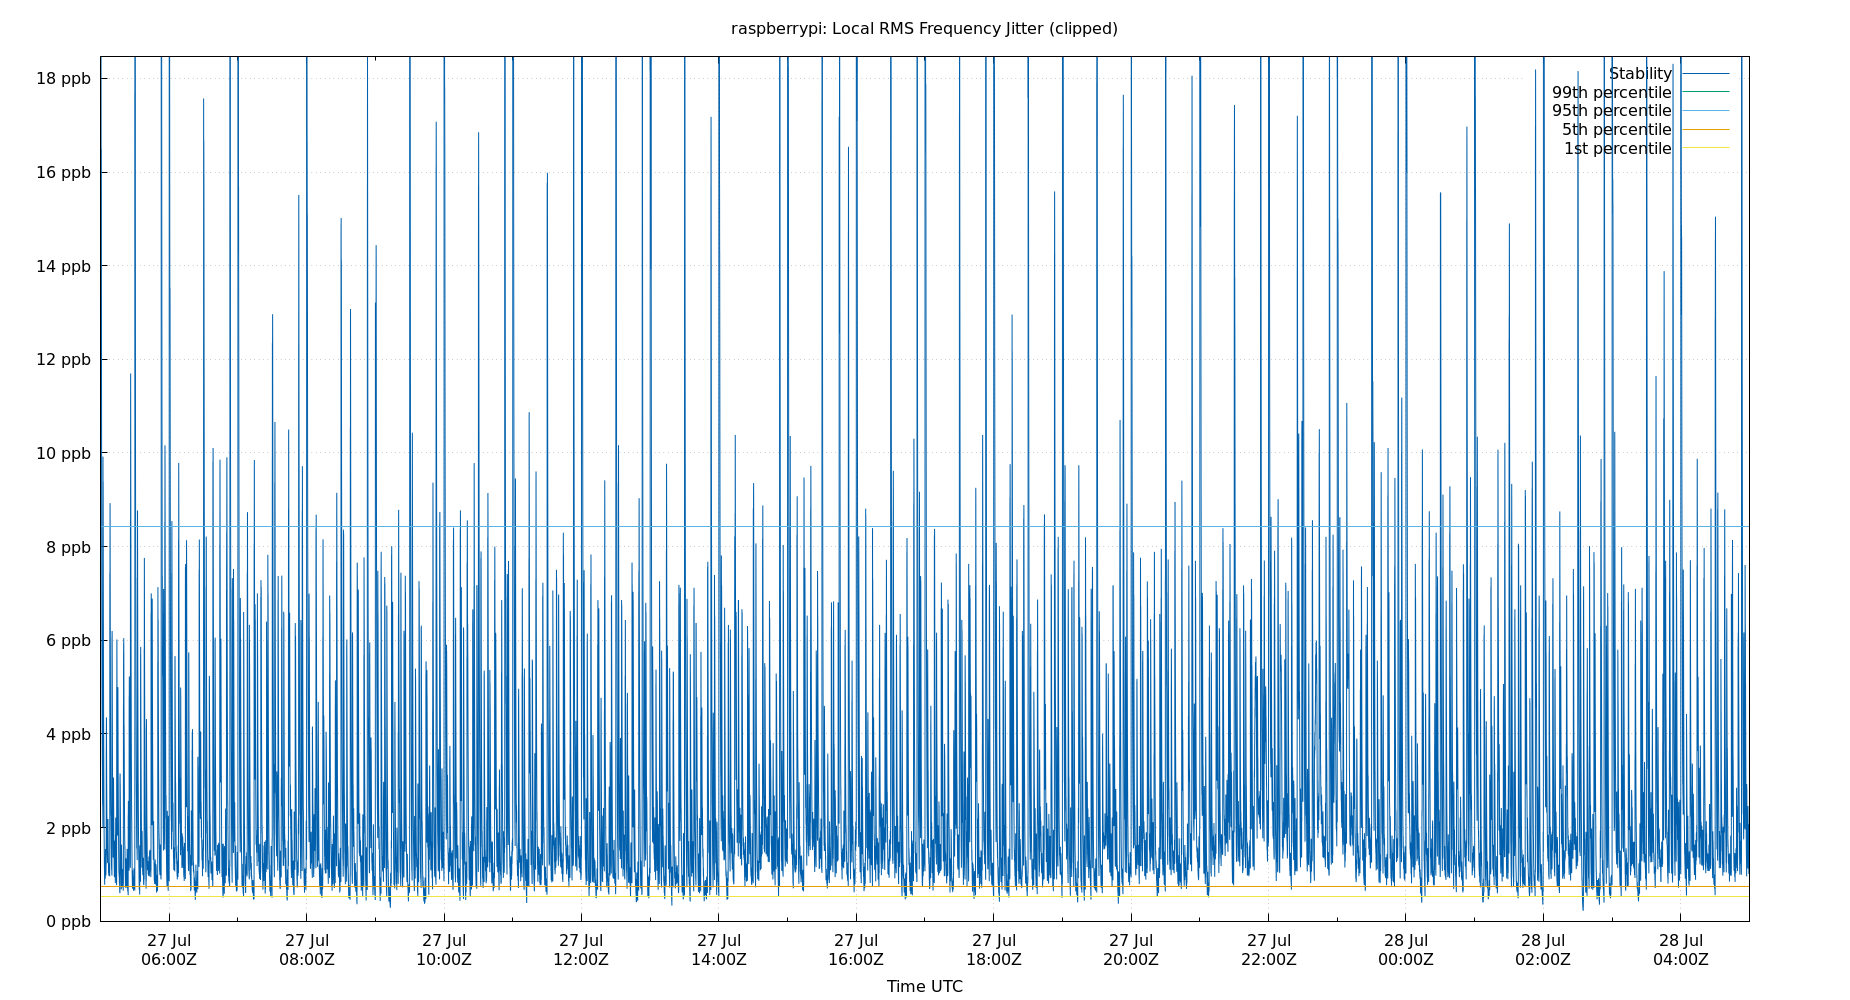 raspberrypi: Local RMS Frequency Jitter (clipped)
18 ppb
16 ppb
14 ppb
12 ppb
10 ppb
8 ppb
6 ppb
4 ppb
2 ppb
0 ppb
Stability
99th percentile
95th percentile
5th percentile
1st percentile
27 Jul 27 Jul 27 Jul 27 Jul 27 Jul 27 Jul 27 Jul 27 Jul 27 Jul 28 Jul 28 Jul 28 Jul
06:00Z 08:00Z 10:00Z 12:00Z 14:00Z 16:00Z 18:00Z 20:00Z 22:00Z 00:00Z 02:00Z 04:00Z
Time UTC